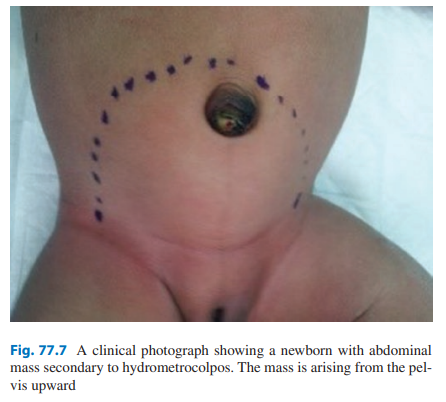 Fig. 77.7 A clinical photograph showing a newborn with abdominal
mass secondary to hydrometrocolpos. The mass is arising from the pel-
vis upward